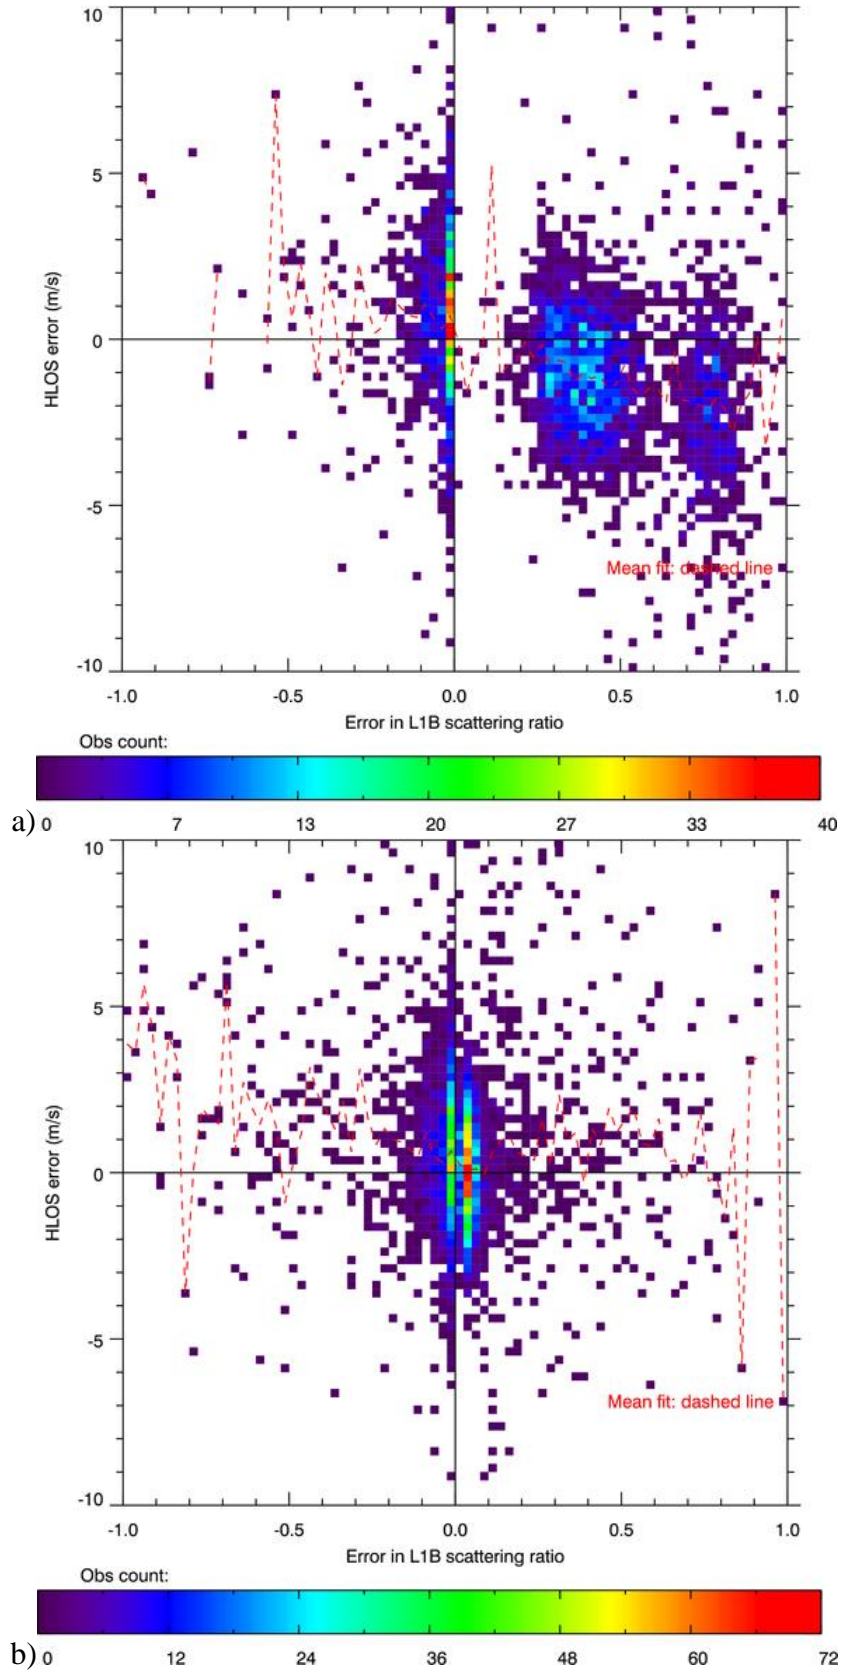 10
5
0
-5
-10
HLOS error (m/s)
Mean fit: dashed line
-1.0 -0.5 0.0 0.5 1.0
Error in L1B scattering ratio
Obs count:
a) 0 7 13 20 27 33 40
10
5
0
-5
-10
HLOS error (m/s)
Mean fit: dashed line
-1.0 -0.5 0.0 0.5 1.0
Error in L1B scattering ratio
Obs count:
b) 0 12 24 36 48 60 72